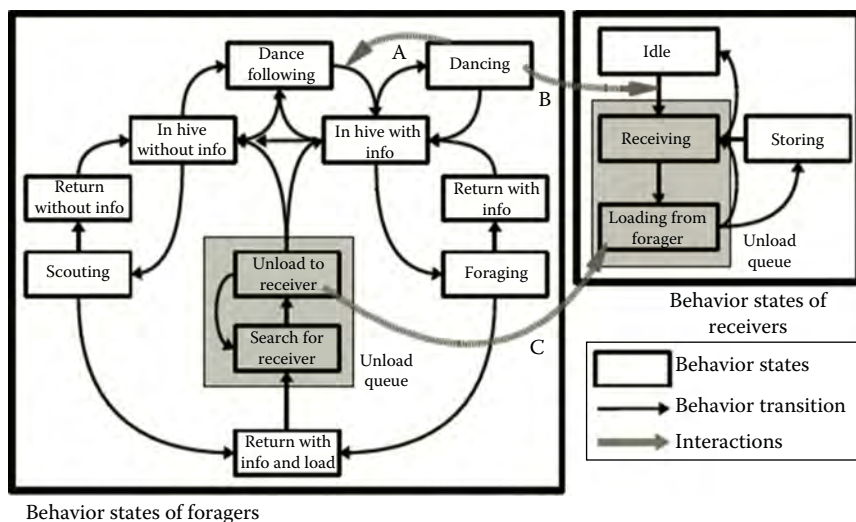 Dance
following
A
Dancing
B
In hive
without info
In hive with
info
Return
without info
Return with
info
Scouting
Unload to
receiver
Foraging
Search for
receiver
Unload
queue
C
Return with
info and load
Behavior states of foragers
Idle
Receiving
Storing
Loading from
forager
Unload
queue
Behavior states of
receivers
Behavior states
Behavior transition
Interactions